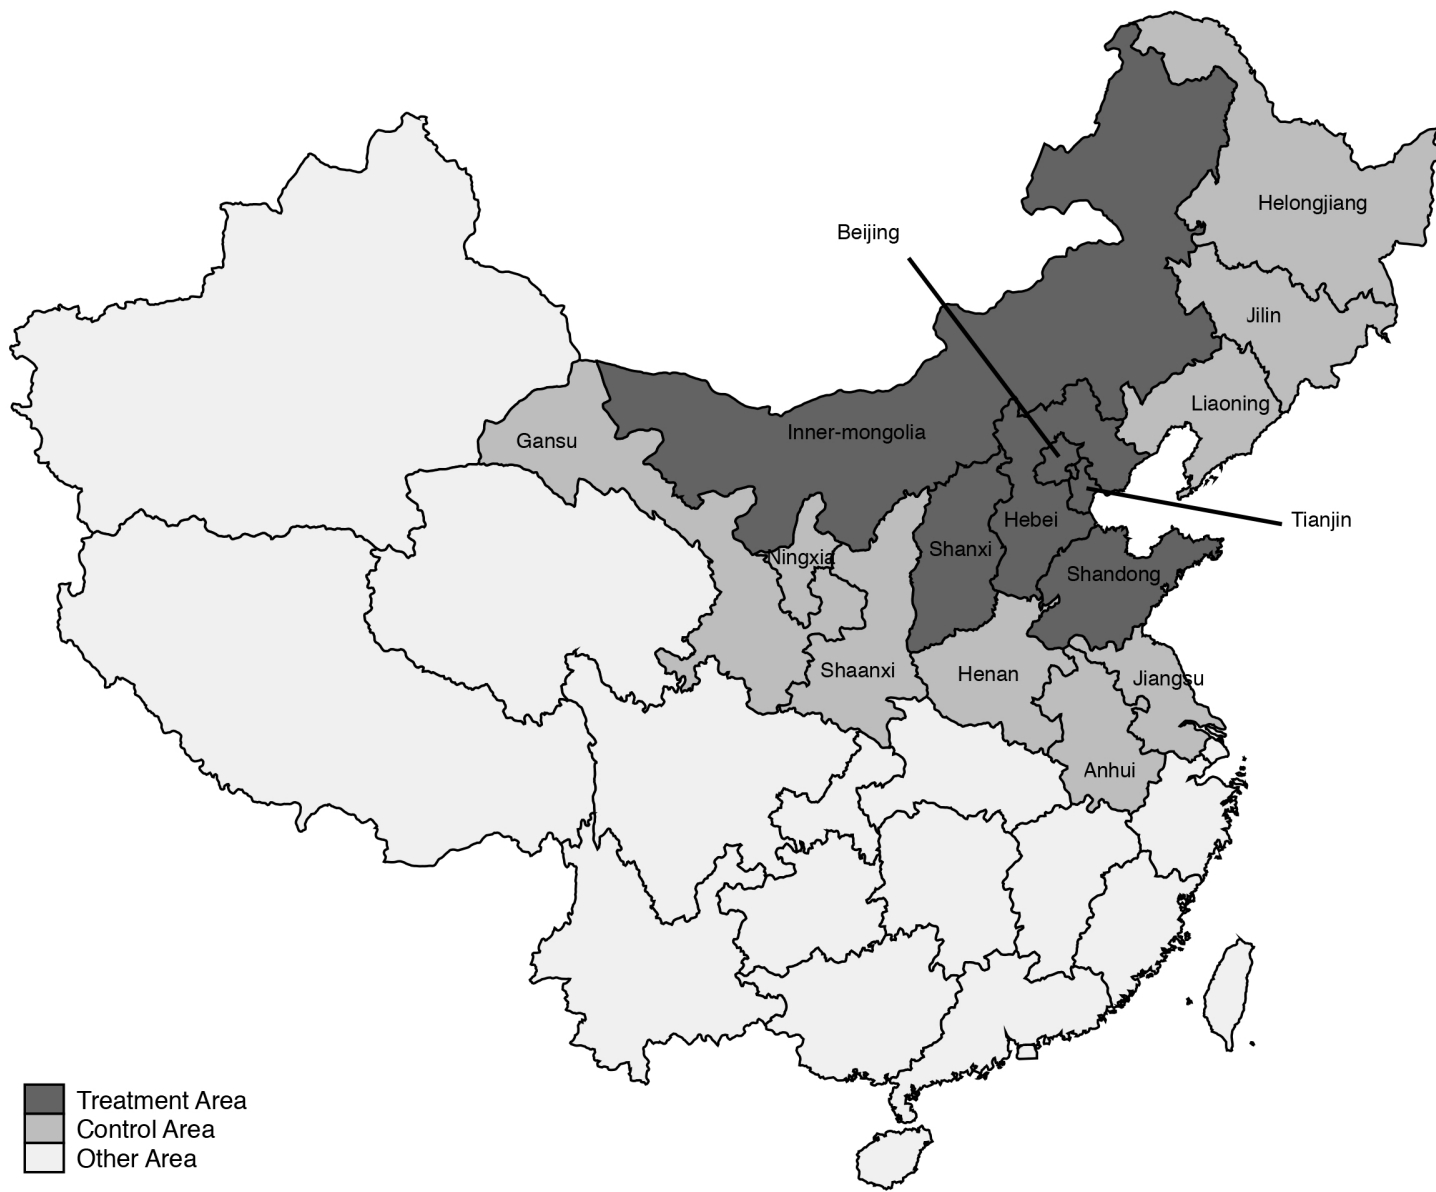 Helongjiang
Beijing
Jilin
Liaoning
Inner-mongolia
Gansu
Hebei
Tianjin
Shanxi
Ningxia
Shandong
Shaanxi
Henan
Jiangsu
Anhui
Treatment Area
Control Area
Other Area